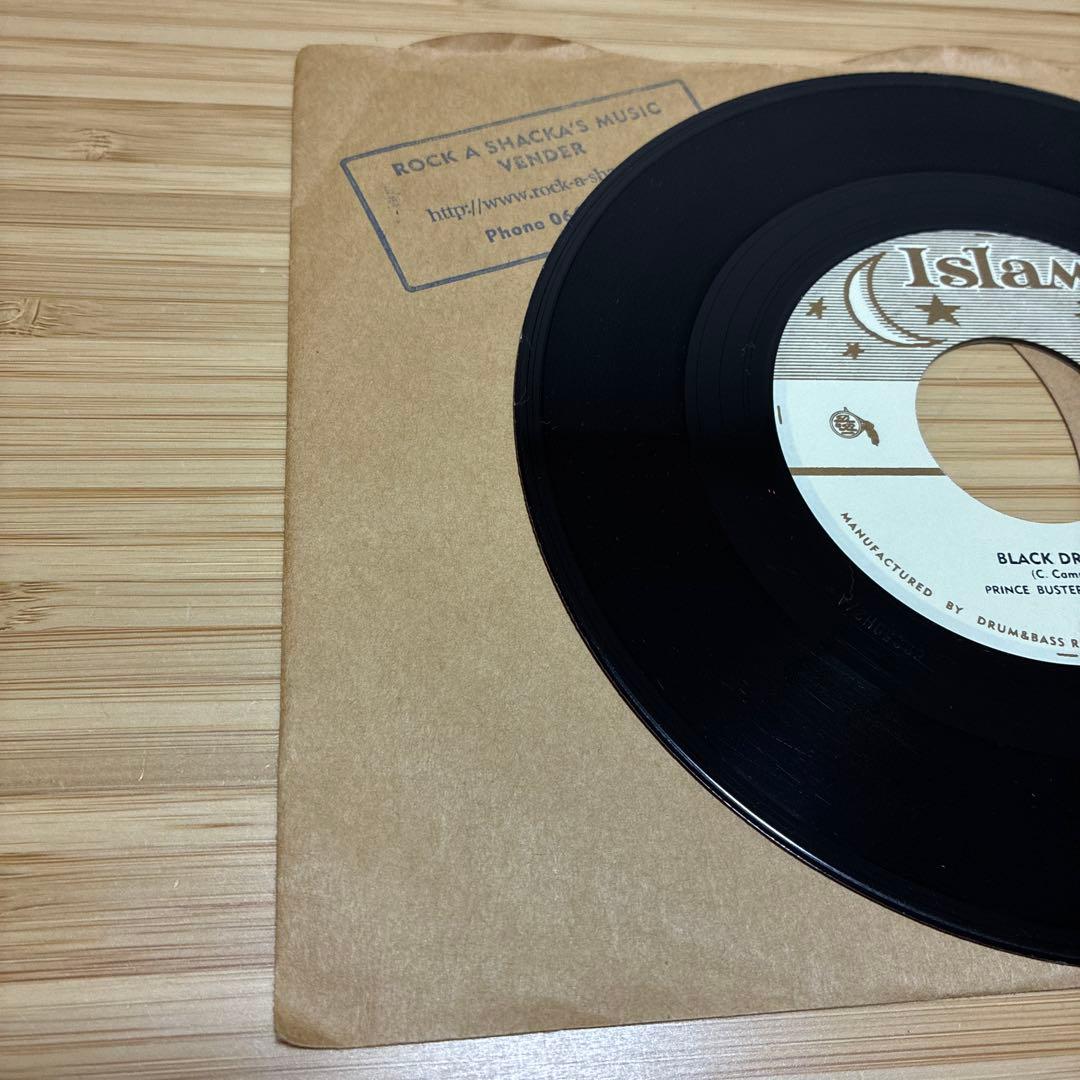 ROCK A SHACKA'S MUSIC
VENDER
http://www.rock-a-sha
Phone 06
Islam
BLACK DR
(C. Cam
PRINCE BUSTER
MANUFACTURED BY DRUM&BASS R